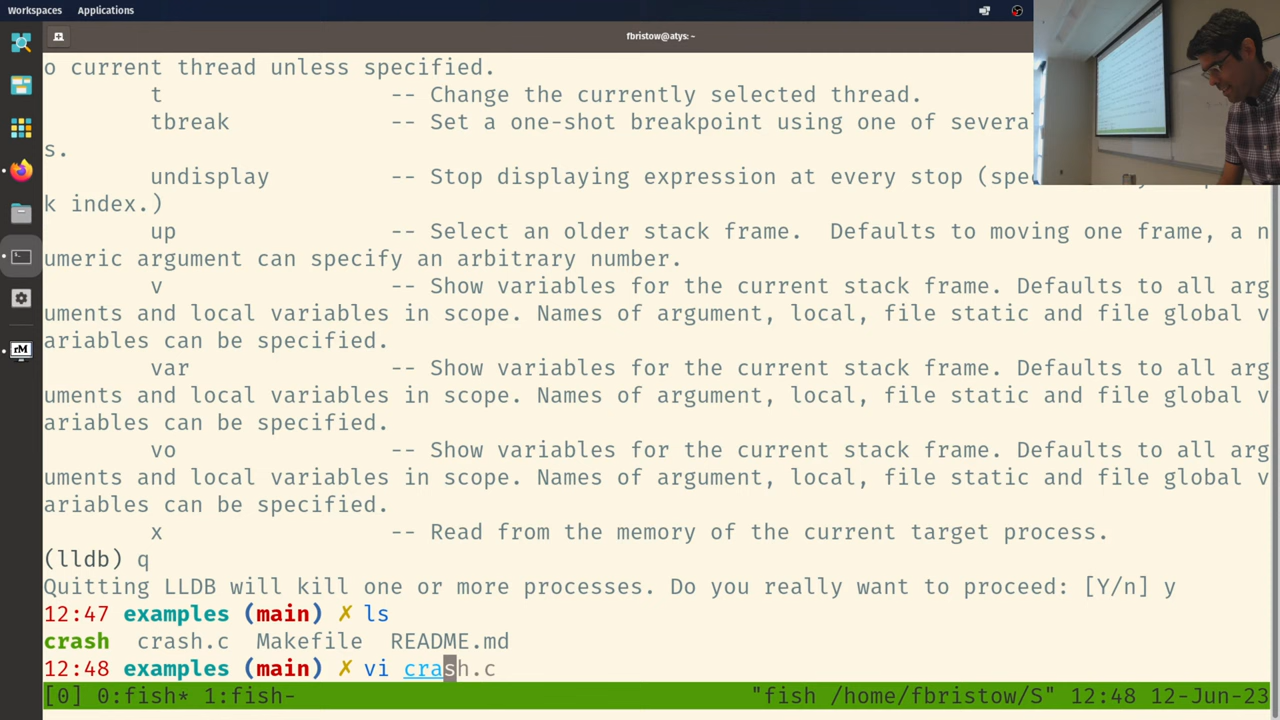 Workspaces Applications
fbristow@atys: ~
o current thread unless specified.
t -- Change the currently selected thread.
tbreak -- Set a one-shot breakpoint using one of several
s.
undisplay -- Stop displaying expression at every stop
k index.)
up -- Select an older stack frame. Defaults to moving one frame, a n
umeric argument can specify an arbitrary number.
v -- Show variables for the current stack frame. Defaults to all arg
uments and local variables in scope. Names of argument, local, file static and file global v
ariables can be specified.
var -- Show variables for the current stack frame. Defaults to all arg
uments and local variables in scope. Names of argument, local, file static and file global v
ariables can be specified.
vo -- Show variables for the current stack frame. Defaults to all arg
uments and local variables in scope. Names of argument, local, file static and file global v
ariables can be specified.
x -- Read from the memory of the current target process.
(lldb) q
Quitting LLDB will kill one or more processes. Do you really want to proceed: [Y/n] y
12:47 examples (main) ✗ ls
crash crash.c Makefile README.md
12:48 examples (main) ✗ vi crash.c
[0] 0:fish* 1:fish- "fish /home/fbristow/S" 12:48 12-Jun-23
rM